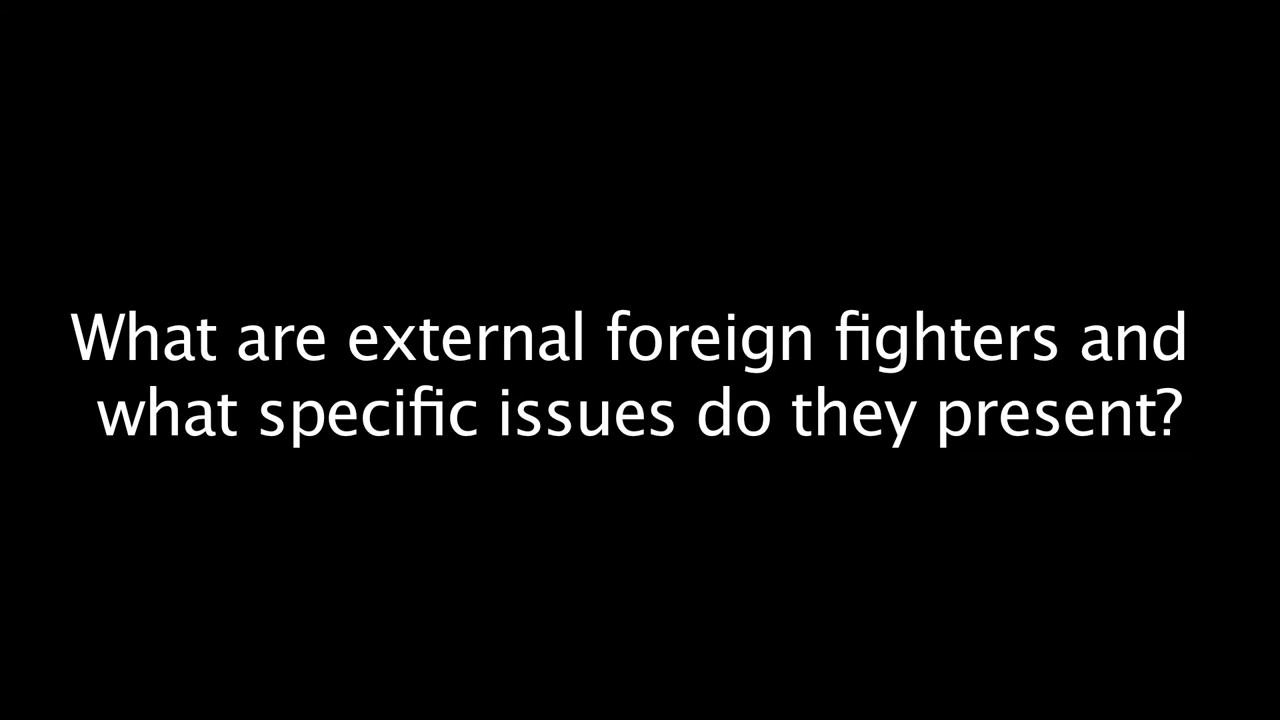 What are external foreign fighters and
what specific issues do they present?